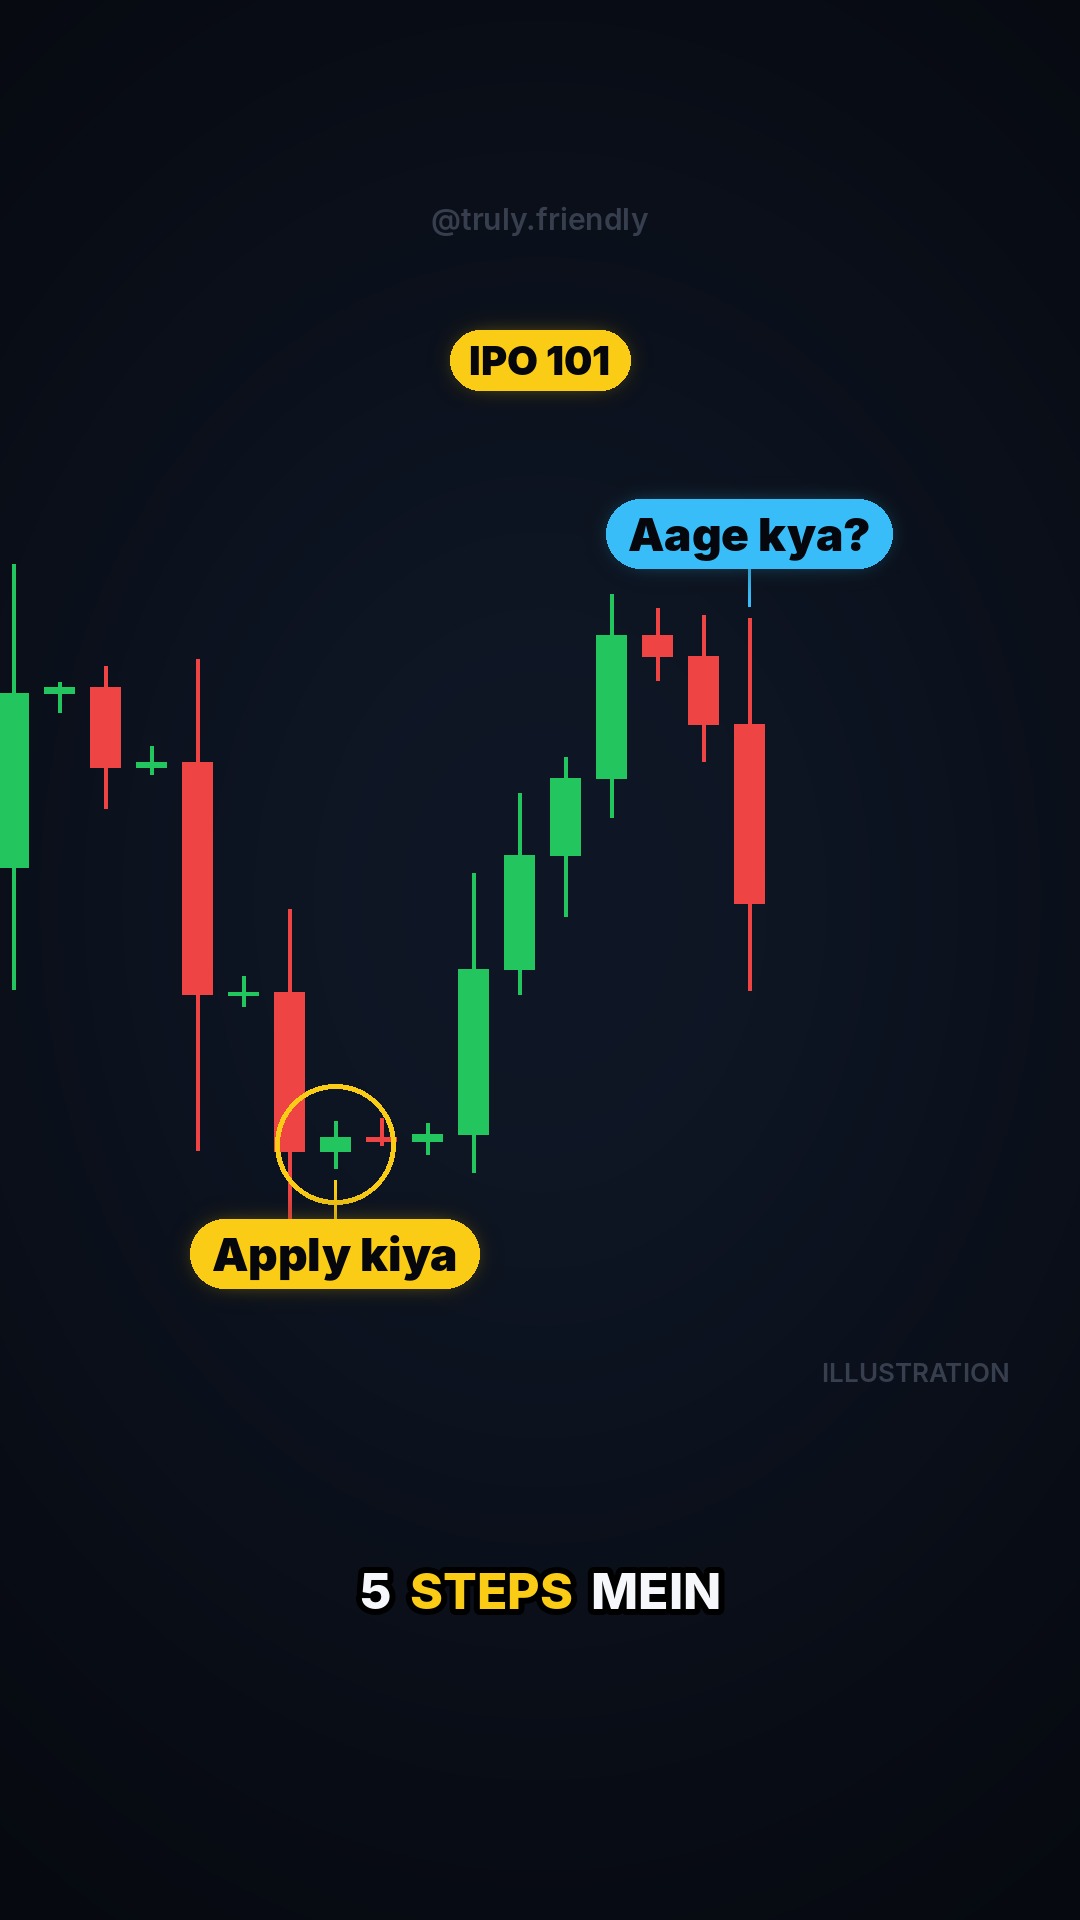 @truly.friendly
IPO 101
Aage kya?
Apply kiya
ILLUSTRATION
5 STEPS MEIN